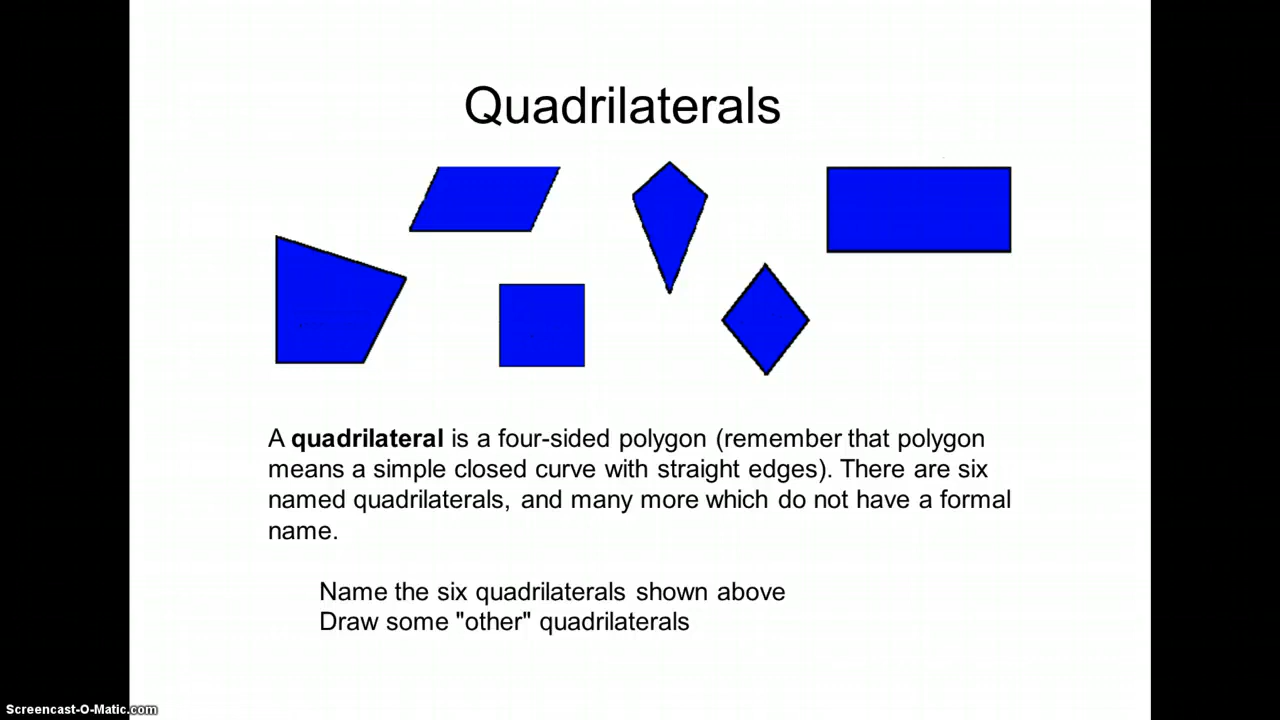 Quadrilaterals
A quadrilateral is a four-sided polygon (remember that polygon
means a simple closed curve with straight edges). There are six
named quadrilaterals, and many more which do not have a formal
name.
Name the six quadrilaterals shown above
Draw some "other" quadrilaterals
Screencast-O-Matic.com